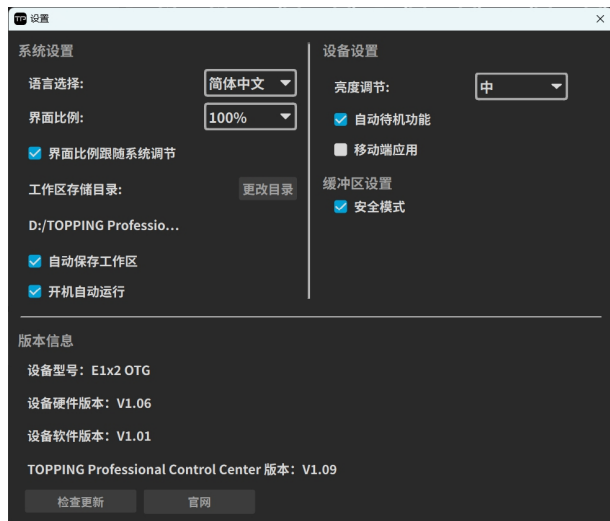 TP 设置
系统设置
语言选择: 简体中文
界面比例: 100%
界面比例跟随系统调节
工作区存储目录: 更改目录
D:/TOPPING Professio...
自动保存工作区
开机自动运行
设备设置
亮度调节: 中
自动待机功能
移动端应用
缓冲区设置
安全模式
版本信息
设备型号：E1x2 OTG
设备硬件版本：V1.06
设备软件版本：V1.01
TOPPING Professional Control Center 版本：V1.09
检查更新 官网